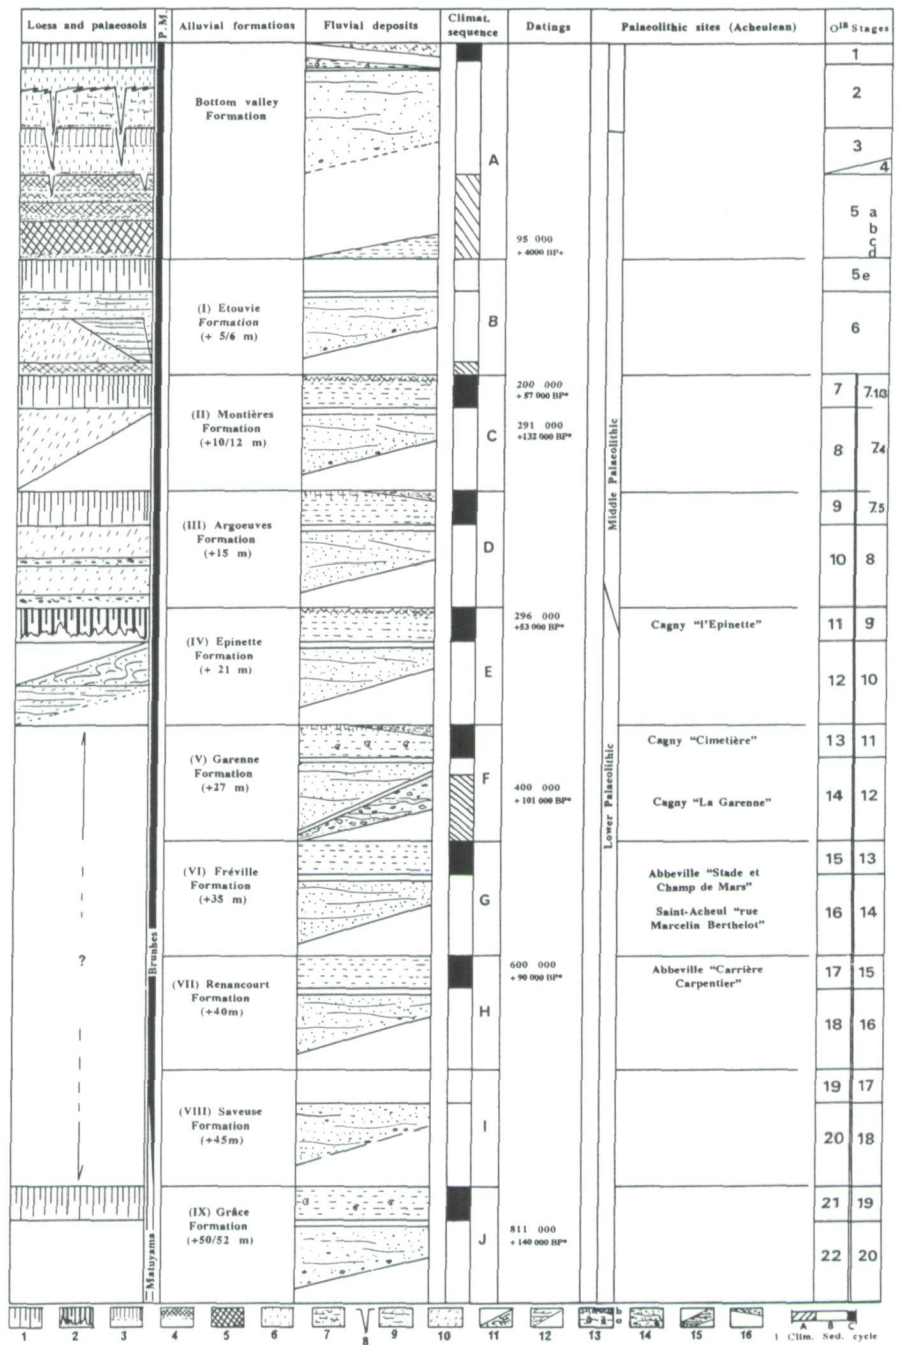 Loess and palaeosols
P.M.
Alluvial formations
Fluvial deposits
Climat.
sequence
Datings
Palaeolithic sites (Acheulean)
O18 Stages
Bottom valley
Formation
A
95 000
+ 4000 BP+
1
2
3
4
5 a
b
c
d
(I) Etouvie
Formation
(+ 5/6 m)
B
5e
6
(II) Montières
Formation
(+10/12 m)
C
200 000
+ 57 000 BP*
291 000
+132 000 BP*
7 7.1/3
8 7.4
(III) Argoeuves
Formation
(+15 m)
D
Middle Palaeolithic
9 7.5
10 8
(IV) Epinette
Formation
(+ 21 m)
E
296 000
+53 000 BP*
Cagny "l'Epinette"
11 9
12 10
(V) Garenne
Formation
(+27 m)
F
400 000
+ 101 000 BP*
Lower Palaeolithic
Cagny "Cimetière"
Cagny "La Garenne"
13 11
14 12
(VI) Fréville
Formation
(+35 m)
G
Abbeville "Stade et
Champ de Mars"
Saint-Acheul "rue
Marcelin Berthelot"
15 13
16 14
?
Brunhes
(VII) Renancourt
Formation
(+40m)
H
600 000
+ 90 000 BP*
Abbeville "Carrière
Carpentier"
17 15
18 16
(VIII) Saveuse
Formation
(+45m)
I
19 17
20 18
Matuyama
(IX) Grâce
Formation
(+50/52 m)
J
811 000
+ 140 000 BP*
21 19
22 20
1 2 3 4 5 6 7 8 9 10 11 12 13 b a 14 15 16
A B C
1 Clim. Sed. cycle